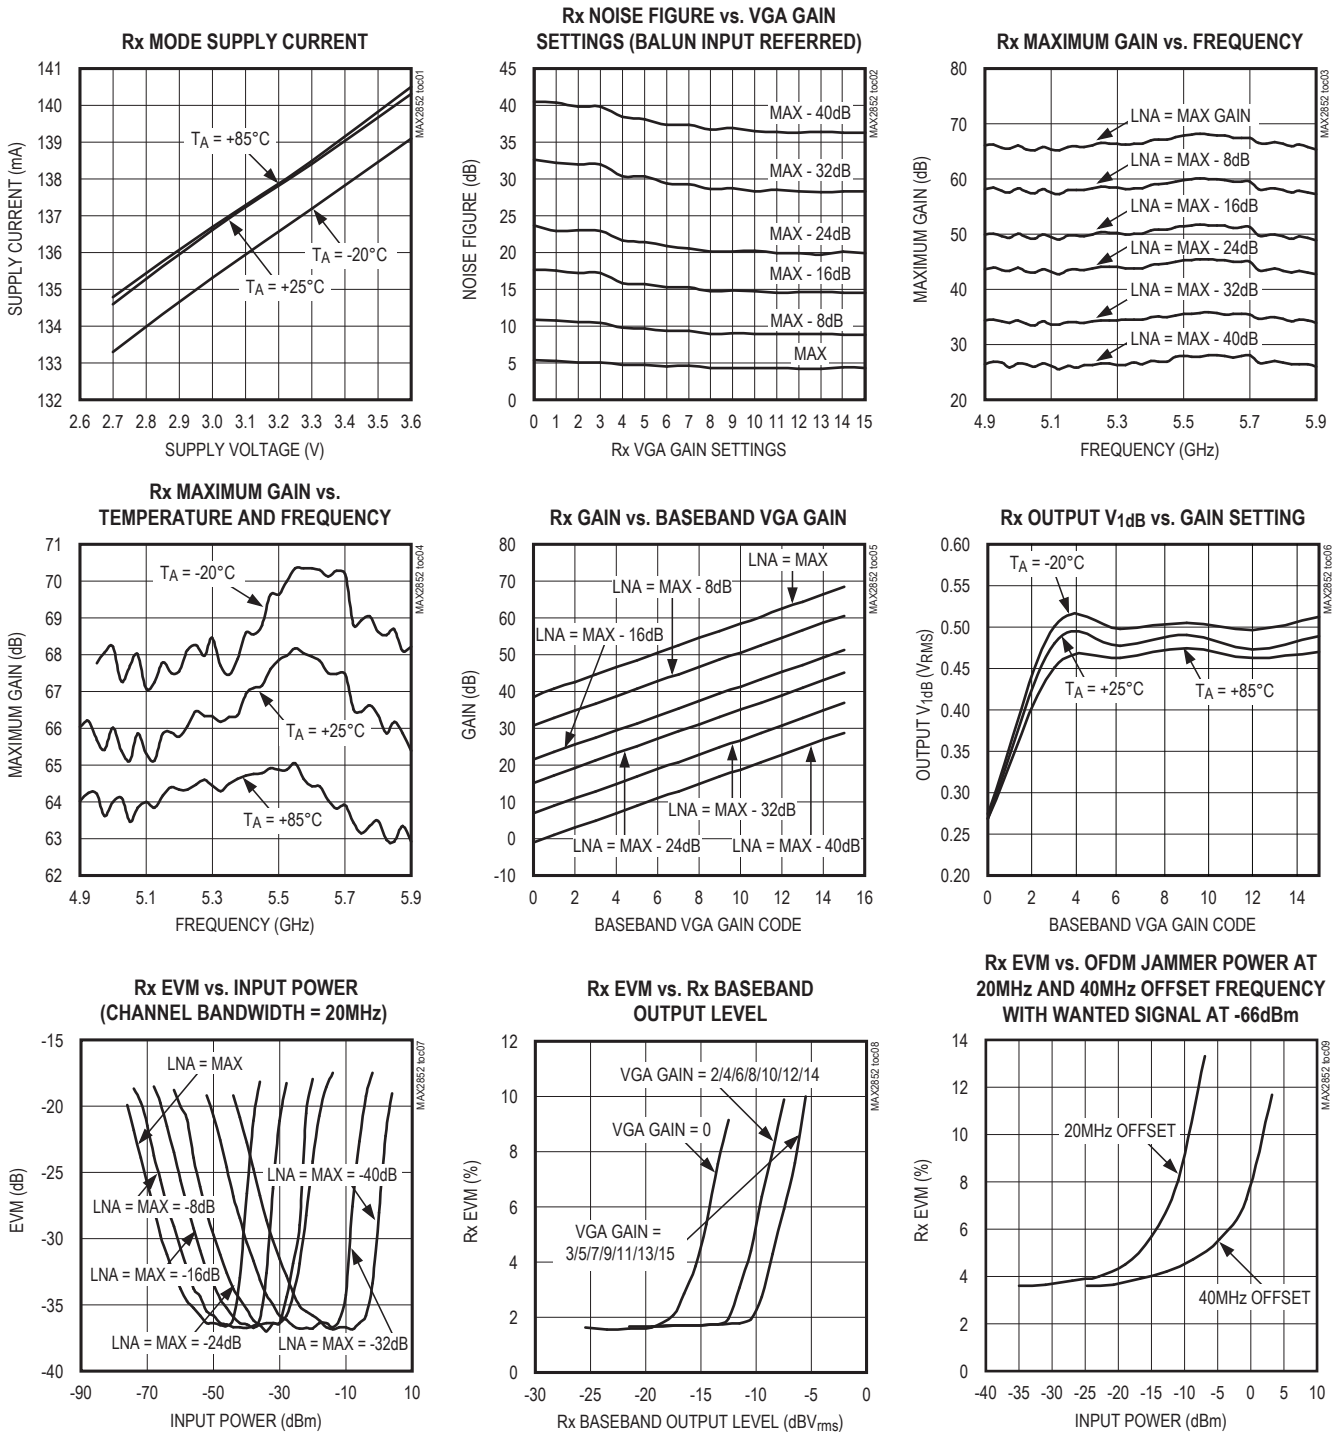 Rx MODE SUPPLY CURRENT
141
140
139
138
137
136
135
134
133
132
SUPPLY CURRENT (mA)
TA = +85°C
TA = -20°C
TA = +25°C
MAX2852 toc01
2.6 2.7 2.8 2.9 3.0 3.1 3.2 3.3 3.4 3.5 3.6
SUPPLY VOLTAGE (V)
Rx NOISE FIGURE vs. VGA GAIN
SETTINGS (BALUN INPUT REFERRED)
45
40
35
30
25
20
15
10
5
0
NOISE FIGURE (dB)
MAX - 40dB
MAX - 32dB
MAX - 24dB
MAX - 16dB
MAX - 8dB
MAX
MAX2852 toc02
0 1 2 3 4 5 6 7 8 9 10 11 12 13 14 15
Rx VGA GAIN SETTINGS
Rx MAXIMUM GAIN vs. FREQUENCY
80
70
60
50
40
30
20
MAXIMUM GAIN (dB)
LNA = MAX GAIN
LNA = MAX - 8dB
LNA = MAX - 16dB
LNA = MAX - 24dB
LNA = MAX - 32dB
LNA = MAX - 40dB
MAX2852 toc03
4.9 5.1 5.3 5.5 5.7 5.9
FREQUENCY (GHz)
Rx MAXIMUM GAIN vs.
TEMPERATURE AND FREQUENCY
71
70
69
68
67
66
65
64
63
62
MAXIMUM GAIN (dB)
TA = -20°C
TA = +25°C
TA = +85°C
MAX2852 toc04
4.9 5.1 5.3 5.5 5.7 5.9
FREQUENCY (GHz)
Rx GAIN vs. BASEBAND VGA GAIN
80
70
60
50
40
30
20
10
0
-10
GAIN (dB)
LNA = MAX
LNA = MAX - 8dB
LNA = MAX - 16dB
LNA = MAX - 32dB
LNA = MAX - 24dB
LNA = MAX - 40dB
MAX2852 toc05
0 2 4 6 8 10 12 14 16
BASEBAND VGA GAIN CODE
Rx OUTPUT V1dB vs. GAIN SETTING
0.60
0.55
0.50
0.45
0.40
0.35
0.30
0.25
0.20
OUTPUT V1dB (VRMS)
TA = -20°C
TA = +25°C
TA = +85°C
MAX2852 toc06
0 2 4 6 8 10 12 14
BASEBAND VGA GAIN CODE
Rx EVM vs. INPUT POWER
(CHANNEL BANDWIDTH = 20MHz)
-15
-20
-25
-30
-35
-40
EVM (dB)
LNA = MAX
LNA = MAX = -40dB
LNA = MAX = -8dB
LNA = MAX = -16dB
LNA = MAX = -24dB
LNA = MAX = -32dB
MAX2852 toc07
-90 -70 -50 -30 -10 10
INPUT POWER (dBm)
Rx EVM vs. Rx BASEBAND
OUTPUT LEVEL
12
10
8
6
4
2
0
Rx EVM (%)
VGA GAIN = 2/4/6/8/10/12/14
VGA GAIN = 0
VGA GAIN =
3/5/7/9/11/13/15
MAX2852 toc08
-30 -25 -20 -15 -10 -5 0
Rx BASEBAND OUTPUT LEVEL (dBVrms)
Rx EVM vs. OFDM JAMMER POWER AT
20MHz AND 40MHz OFFSET FREQUENCY
WITH WANTED SIGNAL AT -66dBm
14
12
10
8
6
4
2
0
Rx EVM (%)
20MHz OFFSET
40MHz OFFSET
MAX2852 toc09
-40 -35 -30 -25 -20 -15 -10 -5 0 5 10
INPUT POWER (dBm)